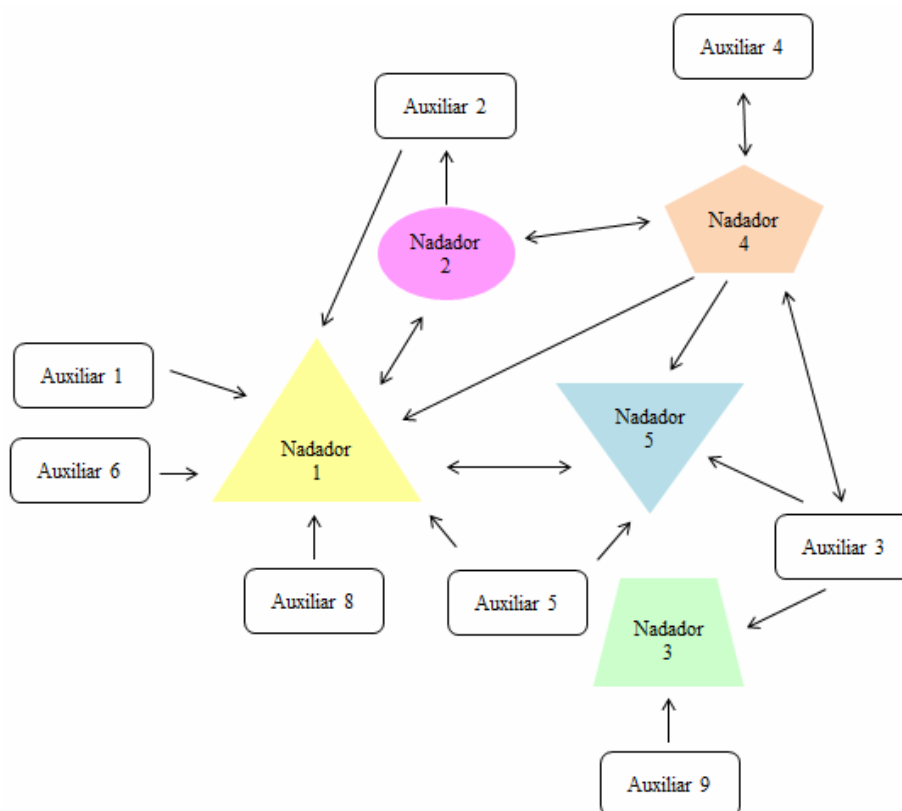 Auxiliar 4
Auxiliar 2
Nadador
4
Nadador
2
Auxiliar 1
Nadador
5
Nadador
1
Auxiliar 6
Auxiliar 3
Auxiliar 8
Auxiliar 5
Nadador
3
Auxiliar 9